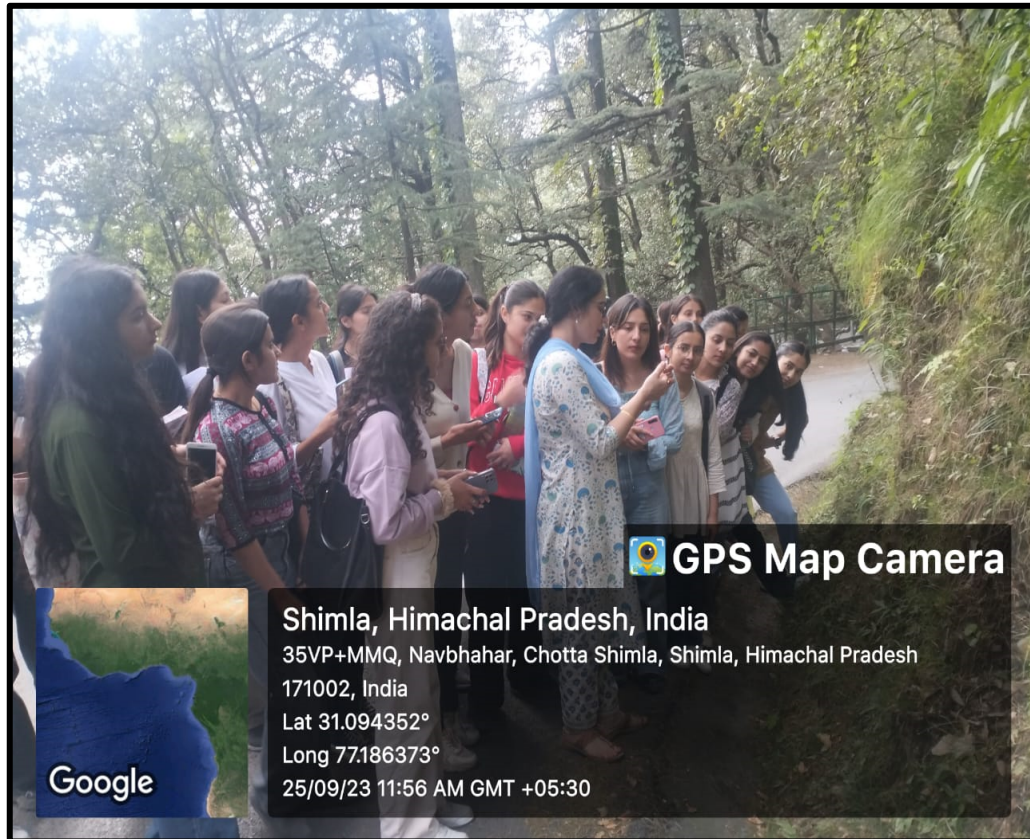 GPS Map Camera
Shimla, Himachal Pradesh, India
35VP+MMQ, Navbhahar, Chotta Shimla, Shimla, Himachal Pradesh
171002, India
Lat 31.094352°
Long 77.186373°
25/09/23 11:56 AM GMT +05:30
Google